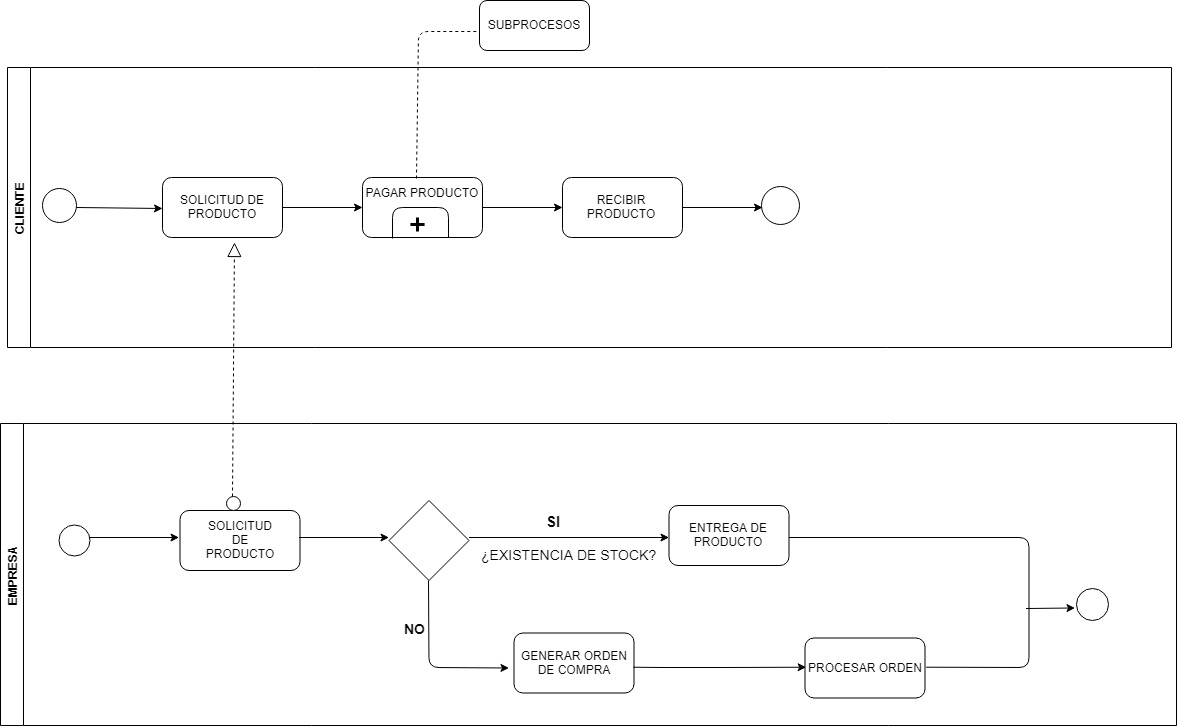 SUBPROCESOS
CLIENTE
SOLICITUD DE
PRODUCTO
PAGAR PRODUCTO
+
RECIBIR
PRODUCTO
EMPRESA
SOLICITUD
DE
PRODUCTO
SI
¿EXISTENCIA DE STOCK?
ENTREGA DE
PRODUCTO
NO
GENERAR ORDEN
DE COMPRA
PROCESAR ORDEN